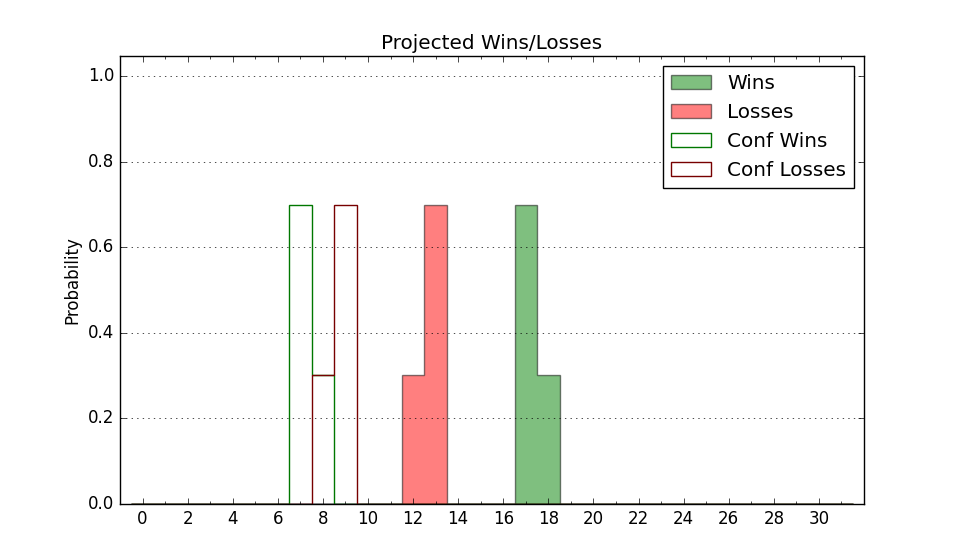 Projected Wins/Losses
1.0
0.8
0.6
0.4
0.2
0.0
Probability
Wins
Losses
Conf Wins
Conf Losses
0 2 4 6 8 10 12 14 16 18 20 22 24 26 28 30